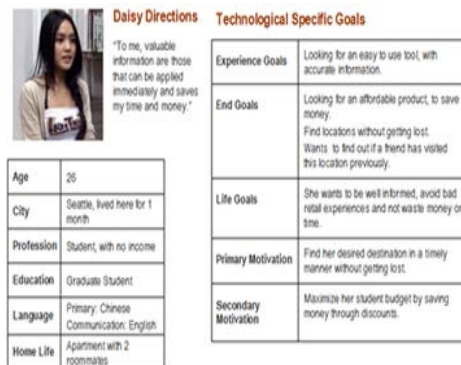 Daisy Directions
"To me, valuable
information are those
that can be applied
immediately and saves
my time and money."
Age 26
City Seattle, lived here for 1
month
Profession Student, with no income
Education Graduate Student
Language Primary: Chinese
Communication: English
Home Life Apartment with 2
roommates
Technological Specific Goals
Experience Goals Looking for an easy to use tool, with
accurate information.
End Goals Looking for an affordable product, to save
money.
Find locations without getting lost.
Wants to find out if a friend has visited
this location previously.
Life Goals She wants to be well informed, avoid bad
retail experiences and not waste money or
time.
Primary Motivation Find her desired destination in a timely
manner without getting lost.
Secondary
Motivation
Maximize her student budget by saving
money through discounts.